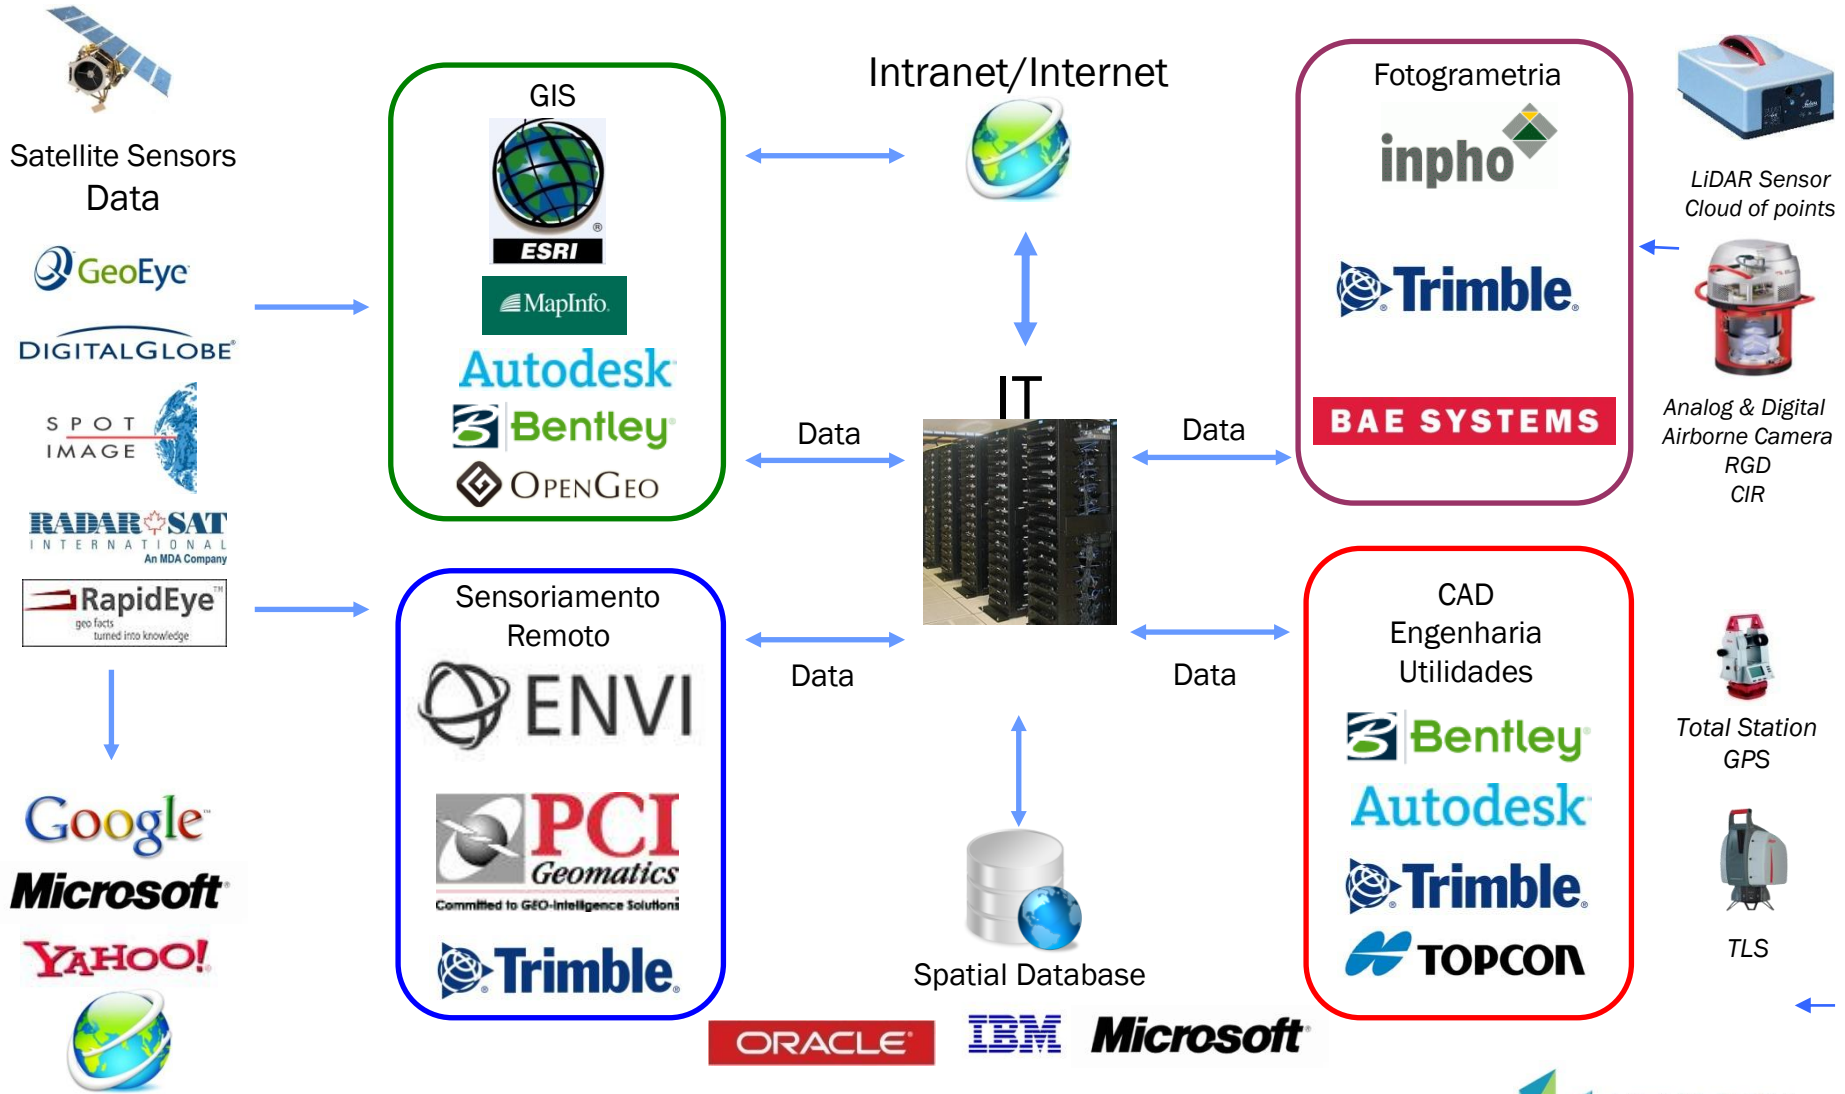 Satellite Sensors
Data
GeoEye
DIGITALGLOBE®
SPOT
IMAGE
RADARSAT
INTERNATIONAL
An MDA Company
RapidEye™
geo facts
turned into knowledge
Google™
Microsoft®
YAHOO!
GIS
ESRI
®
MapInfo
Autodesk
Bentley®
OPENGEO
Sensoriamento
Remoto
ENVI
PCI
Geomatics
Committed to GEO-Intelligence Solutions
Trimble®
Intranet/Internet
IT
Data
Data
Data
Data
Spatial Database
ORACLE®
IBM
Microsoft®
Fotogrametria
inpho
Trimble®
BAE SYSTEMS
CAD
Engenharia
Utilidades
Bentley®
Autodesk
Trimble®
TOPCON
LiDAR Sensor
Cloud of points
Analog & Digital
Airborne Camera
RGD
CIR
Total Station
GPS
TLS